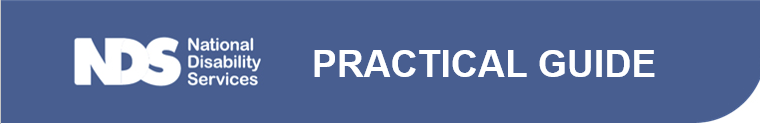 NDS National
Disability
Services
PRACTICAL GUIDE